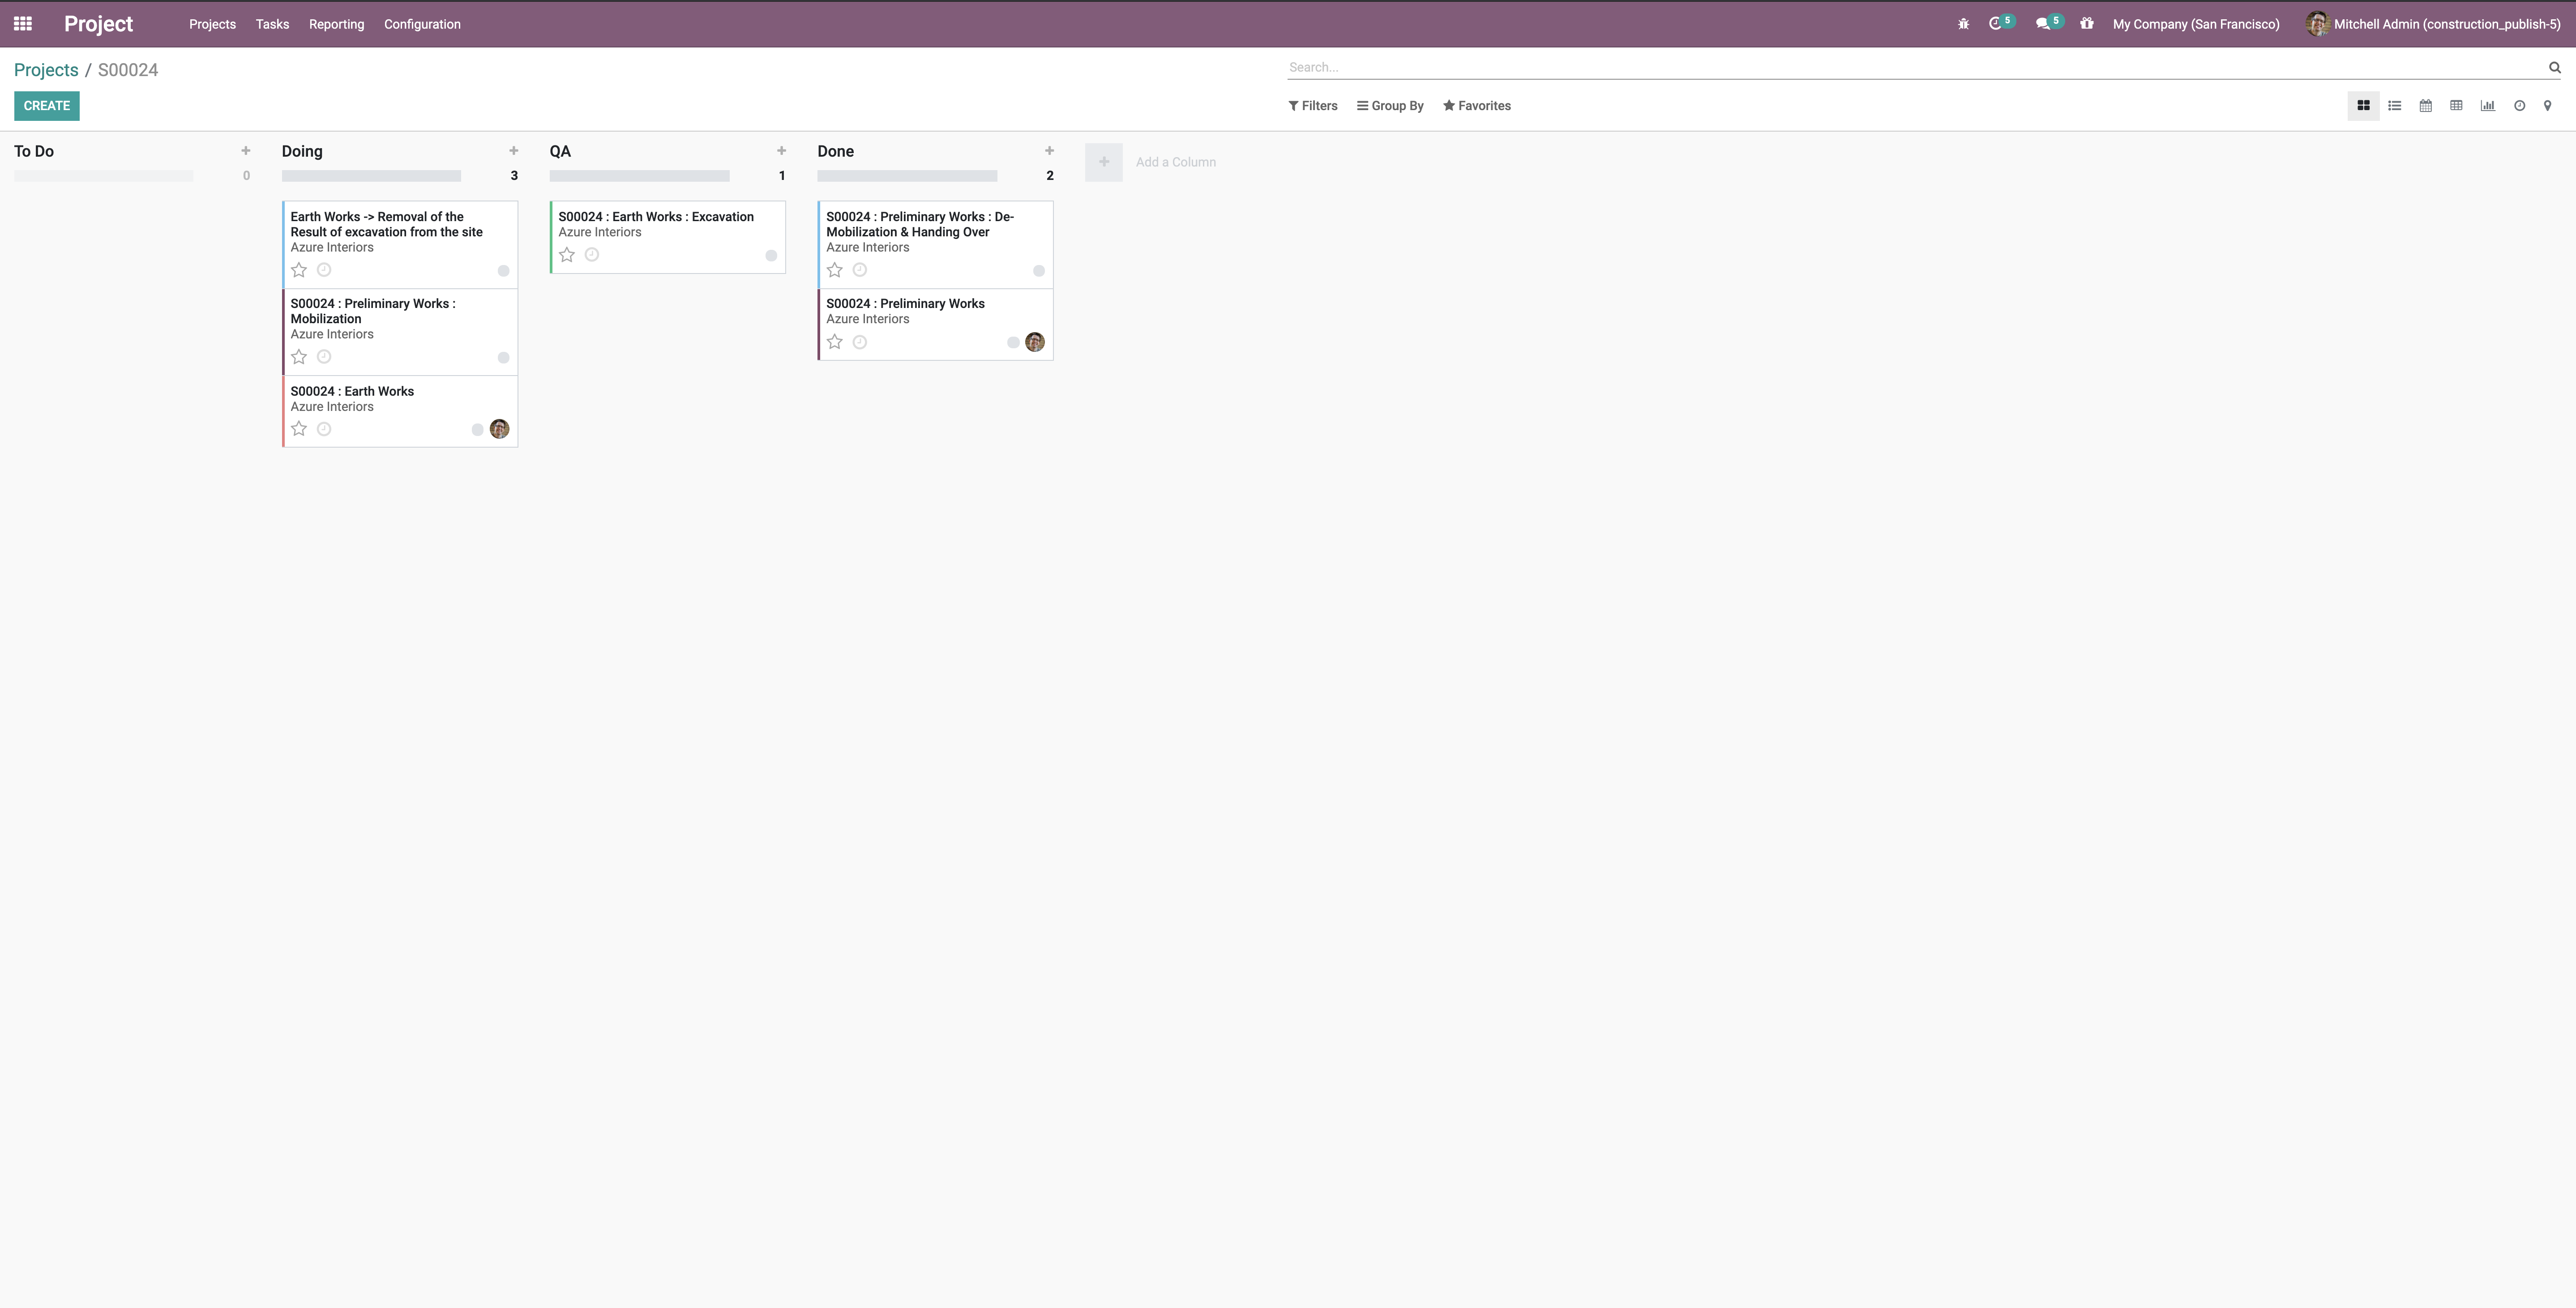 Project Projects Tasks Reporting Configuration 5 5 My Company (San Francisco) Mitchell Admin (construction_publish-5)
Projects / S00024
Search...
CREATE
Filters Group By Favorites
To Do +
0
Doing +
3
Earth Works -> Removal of the
Result of excavation from the site
Azure Interiors
S00024 : Preliminary Works :
Mobilization
Azure Interiors
S00024 : Earth Works
Azure Interiors
QA +
1
S00024 : Earth Works : Excavation
Azure Interiors
Done +
2
S00024 : Preliminary Works : De-
Mobilization & Handing Over
Azure Interiors
S00024 : Preliminary Works
Azure Interiors
+ Add a Column